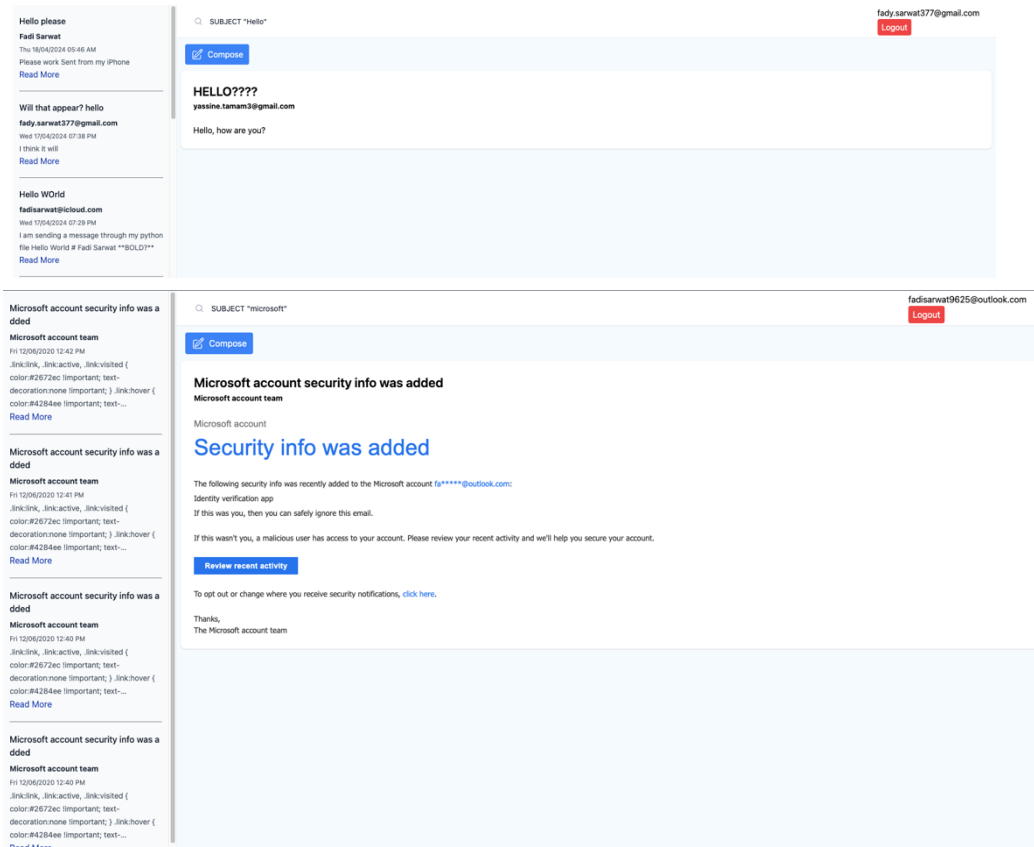 Hello please
Fadi Sarwat
Thu 18/04/2024 05:46 AM
Please work Sent from my iPhone
Read More
Will that appear? hello
fady.sarwat377@gmail.com
Wed 17/04/2024 07:38 PM
I think it will
Read More
Hello WOrld
fadisarwat@icloud.com
Wed 17/04/2024 07:29 PM
I am sending a message through my python
file Hello World # Fadi Sarwat **BOLD?**
Read More
SUBJECT "Hello"
fady.sarwat377@gmail.com
Logout
Compose
HELLO????
yassine.tamam3@gmail.com
Hello, how are you?
Microsoft account security info was a
dded
Microsoft account team
Fri 12/06/2020 12:42 PM
.link:link, .link:active, .link:visited {
color:#2672ec !important; text-
decoration:none !important; } .link:hover {
color:#4284ee !important; text-...
Read More
Microsoft account security info was a
dded
Microsoft account team
Fri 12/06/2020 12:41 PM
.link:link, .link:active, .link:visited {
color:#2672ec !important; text-
decoration:none !important; } .link:hover {
color:#4284ee !important; text-...
Read More
Microsoft account security info was a
dded
Microsoft account team
Fri 12/06/2020 12:40 PM
.link:link, .link:active, .link:visited {
color:#2672ec !important; text-
decoration:none !important; } .link:hover {
color:#4284ee !important; text-...
Read More
Microsoft account security info was a
dded
Microsoft account team
Fri 12/06/2020 12:40 PM
.link:link, .link:active, .link:visited {
color:#2672ec !important; text-
decoration:none !important; } .link:hover {
color:#4284ee !important; text-...
Read More
SUBJECT "microsoft"
fadisarwat9625@outlook.com
Logout
Compose
Microsoft account security info was added
Microsoft account team
Microsoft account
Security info was added
The following security info was recently added to the Microsoft account fa*****@outlook.com:
Identity verification app
If this was you, then you can safely ignore this email.
If this wasn't you, a malicious user has access to your account. Please review your recent activity and we'll help you secure your account.
Review recent activity
To opt out or change where you receive security notifications, click here.
Thanks,
The Microsoft account team